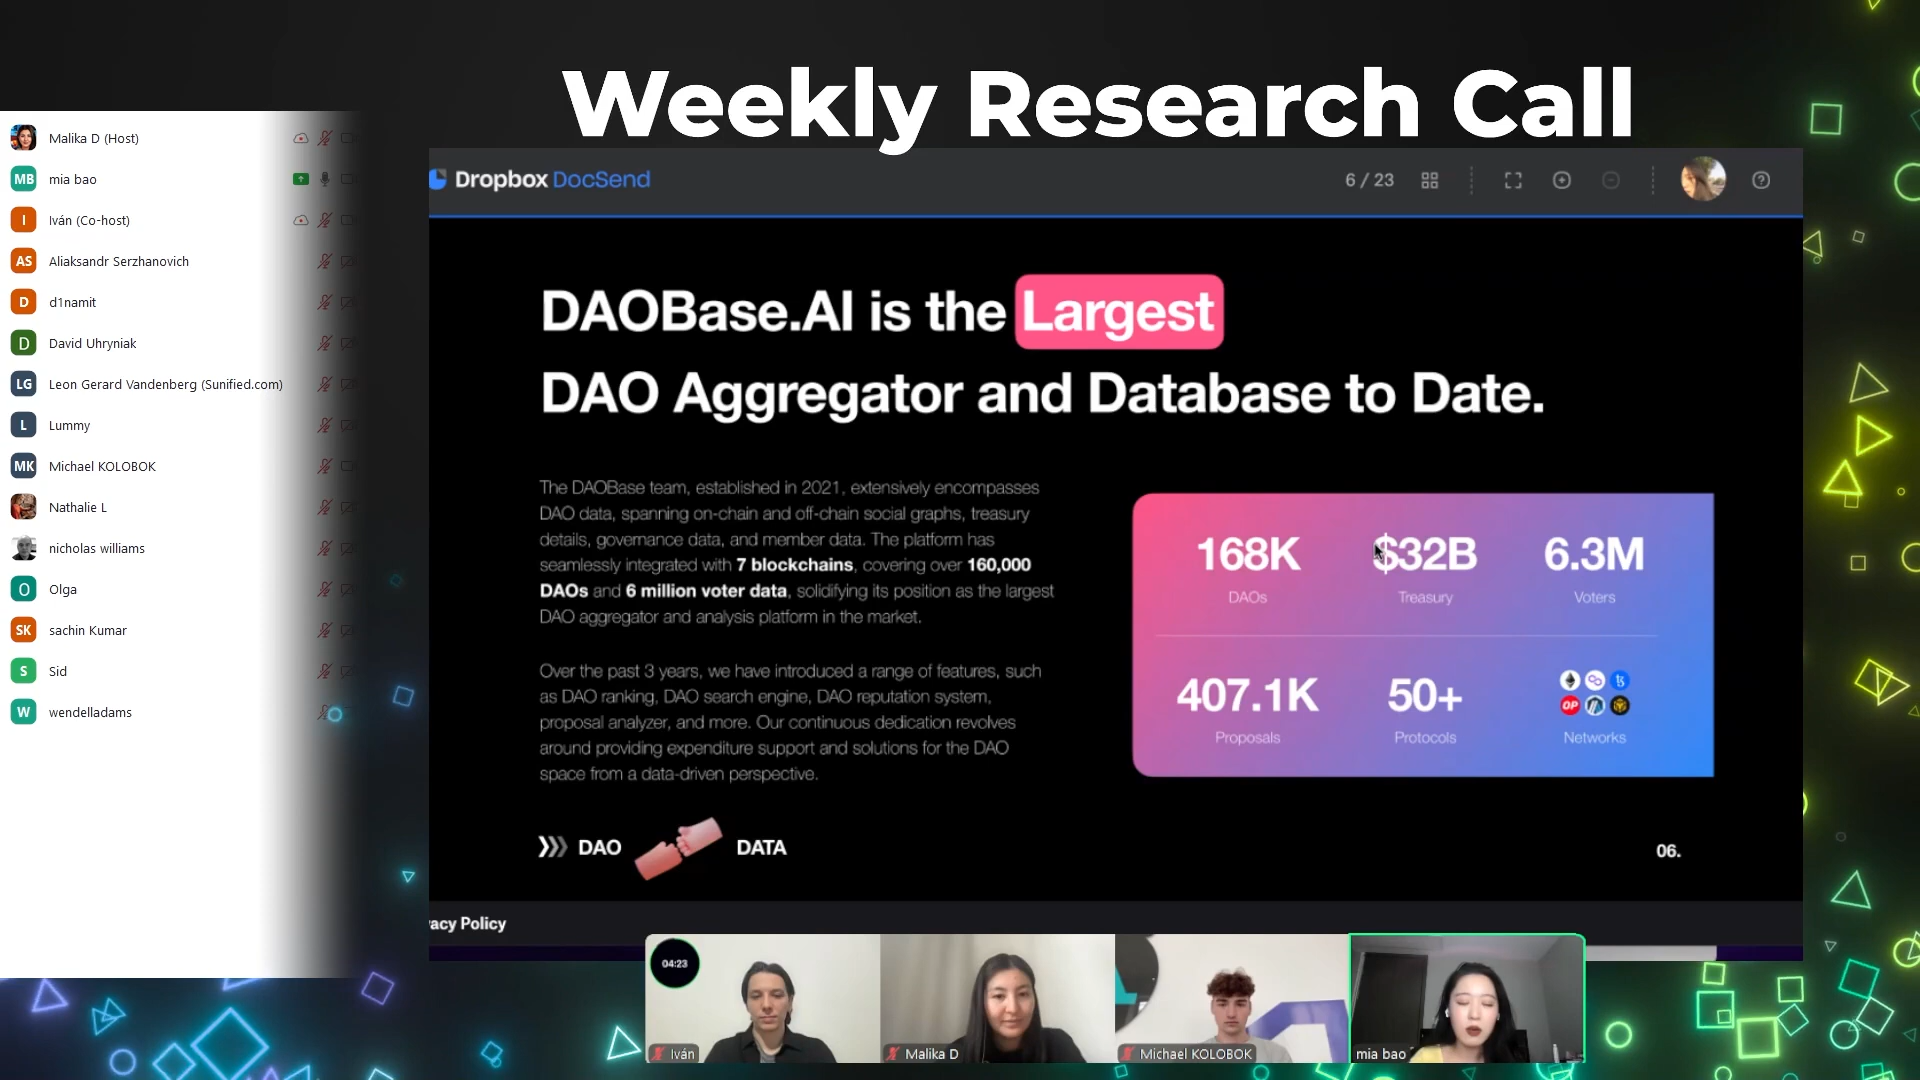 Weekly Research Call
Malika D (Host)
MB mia bao
I Iván (Co-host)
AS Aliaksandr Serzhanovich
D d1namit
D David Uhryniak
LG Leon Gerard Vandenberg (Sunified.com)
L Lummy
MK Michael KOLOBOK
Nathalie L
nicholas williams
O Olga
SK sachin Kumar
S Sid
W wendelladams
Dropbox DocSend
6 / 23
DAOBase.AI is the Largest
DAO Aggregator and Database to Date.
The DAOBase team, established in 2021, extensively encompasses
DAO data, spanning on-chain and off-chain social graphs, treasury
details, governance data, and member data. The platform has
seamlessly integrated with 7 blockchains, covering over 160,000
DAOs and 6 million voter data, solidifying its position as the largest
DAO aggregator and analysis platform in the market.
Over the past 3 years, we have introduced a range of features, such
as DAO ranking, DAO search engine, DAO reputation system,
proposal analyzer, and more. Our continuous dedication revolves
around providing expenditure support and solutions for the DAO
space from a data-driven perspective.
168K $32B 6.3M
DAOs Treasury Voters
407.1K 50+
OP
Proposals Protocols Networks
DAO DATA
06.
acy Policy
04:23
Iván
Malika D
Michael KOLOBOK
mia bao